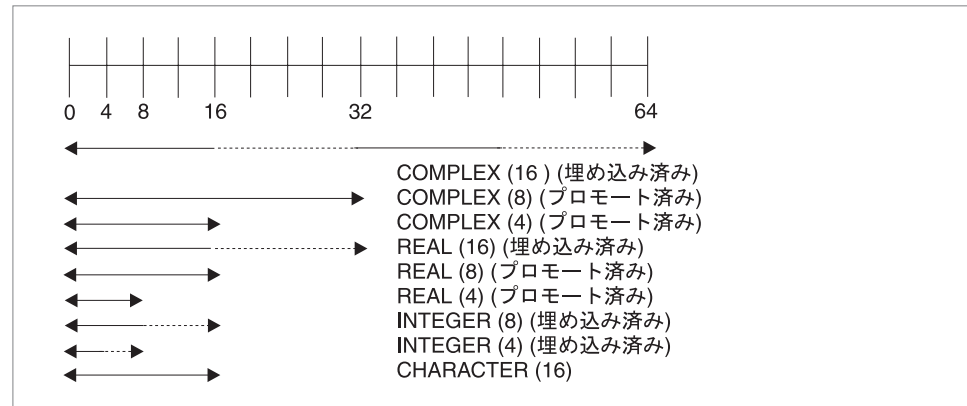 0 4 8 16 32 64
COMPLEX (16 ) (埋め込み済み)
COMPLEX (8) (プロモート済み)
COMPLEX (4) (プロモート済み)
REAL (16) (埋め込み済み)
REAL (8) (プロモート済み)
REAL (4) (プロモート済み)
INTEGER (8) (埋め込み済み)
INTEGER (4) (埋め込み済み)
CHARACTER (16)